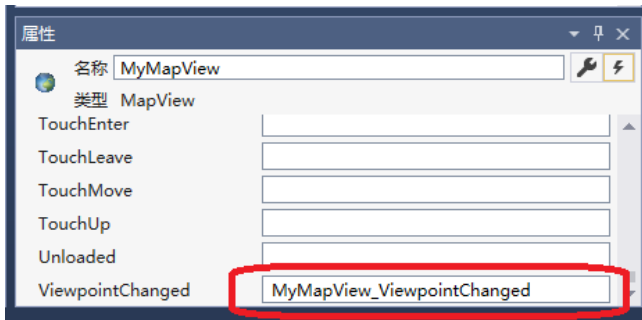 属性
名称 MyMapView
类型 MapView
TouchEnter
TouchLeave
TouchMove
TouchUp
Unloaded
ViewpointChanged MyMapView_ViewpointChanged